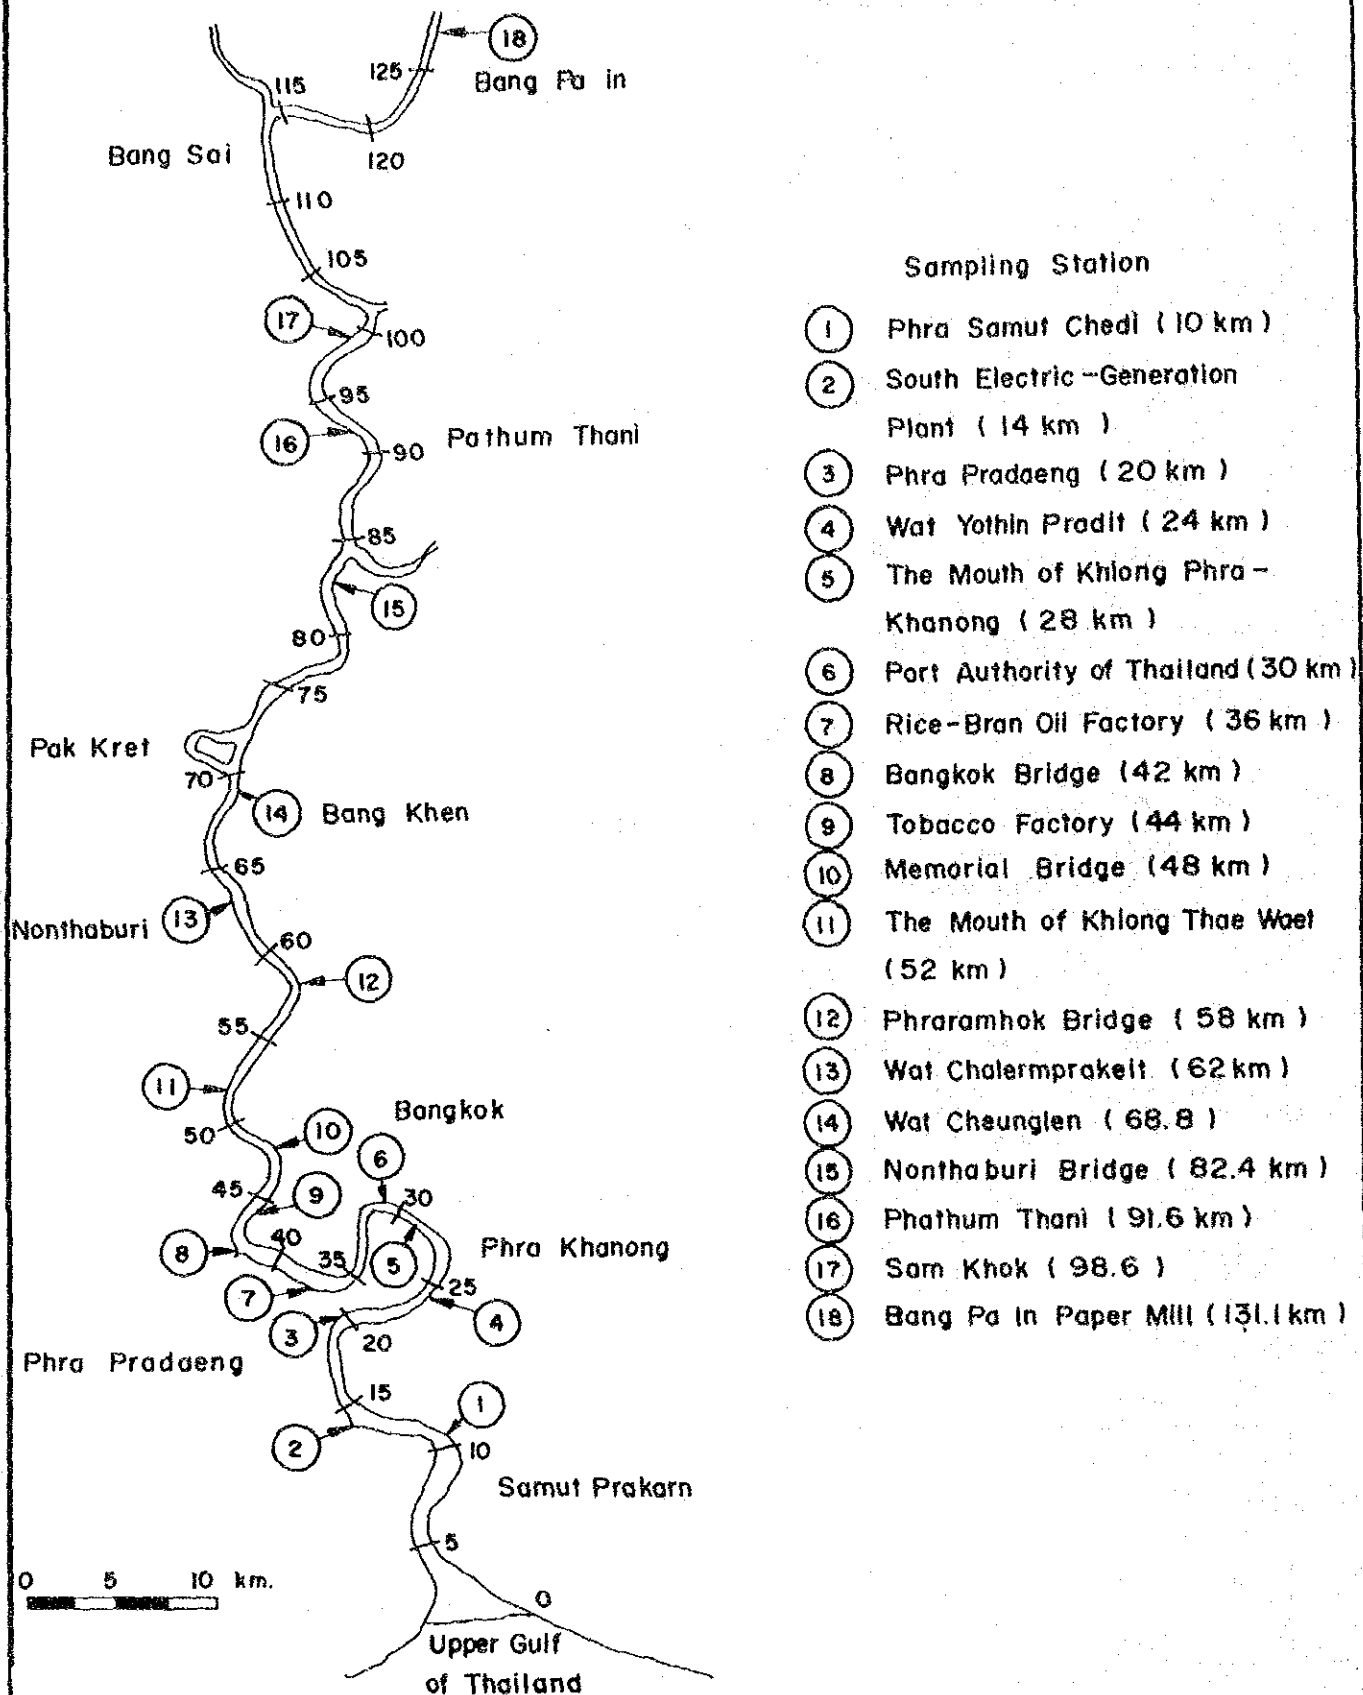 18
125
Bang Pa in
115
120
Bang Sai
110
105
17
100
95
16
Pathum Thani
90
85
15
80
75
Pak Kret
70
14
Bang Khen
65
13
Nonthaburi
60
12
55
11
Bangkok
50
10
6
45
9
30
8
40
35
5
Phra Khanong
7
25
3
4
20
Phra Pradaeng
15
1
2
10
Samut Prakarn
5
0 5 10 km.
0
Upper Gulf
of Thailand
Sampling Station
1 Phra Samut Chedi (10 km)
2 South Electric-Generation
Plant (14 km)
3 Phra Pradaeng (20 km)
4 Wat Yothin Pradit (24 km)
5 The Mouth of Khlong Phra-
Khanong (28 km)
6 Port Authority of Thailand (30 km)
7 Rice-Bran Oil Factory (36 km)
8 Bangkok Bridge (42 km)
9 Tobacco Factory (44 km)
10 Memorial Bridge (48 km)
11 The Mouth of Khlong Thae Waet
(52 km)
12 Phraramhok Bridge (58 km)
13 Wat Chalermprakeit (62 km)
14 Wat Cheunglen (68.8)
15 Nonthaburi Bridge (82.4 km)
16 Phathum Thani (91.6 km)
17 Sam Khok (98.6)
18 Bang Pa In Paper Mill (131.1 km)